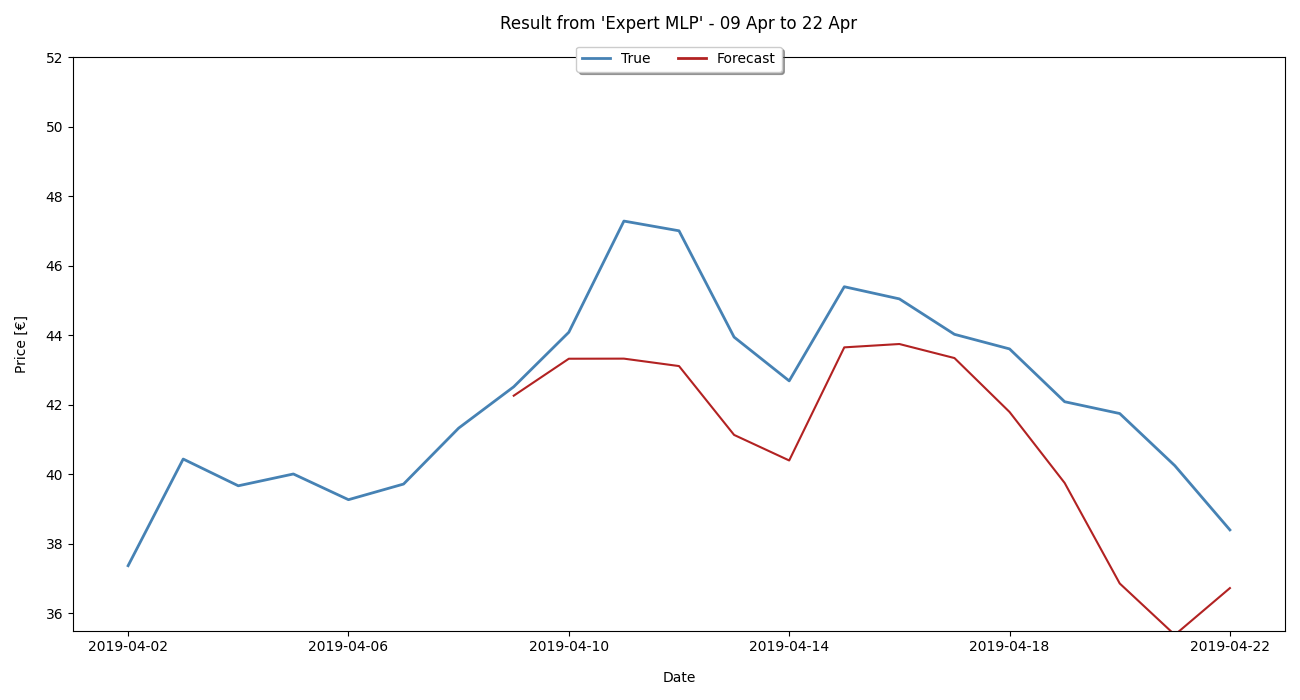 Result from 'Expert MLP' - 09 Apr to 22 Apr
True Forecast
52
50
48
46
44
42
40
38
36
Price [€]
2019-04-02 2019-04-06 2019-04-10 2019-04-14 2019-04-18 2019-04-22
Date